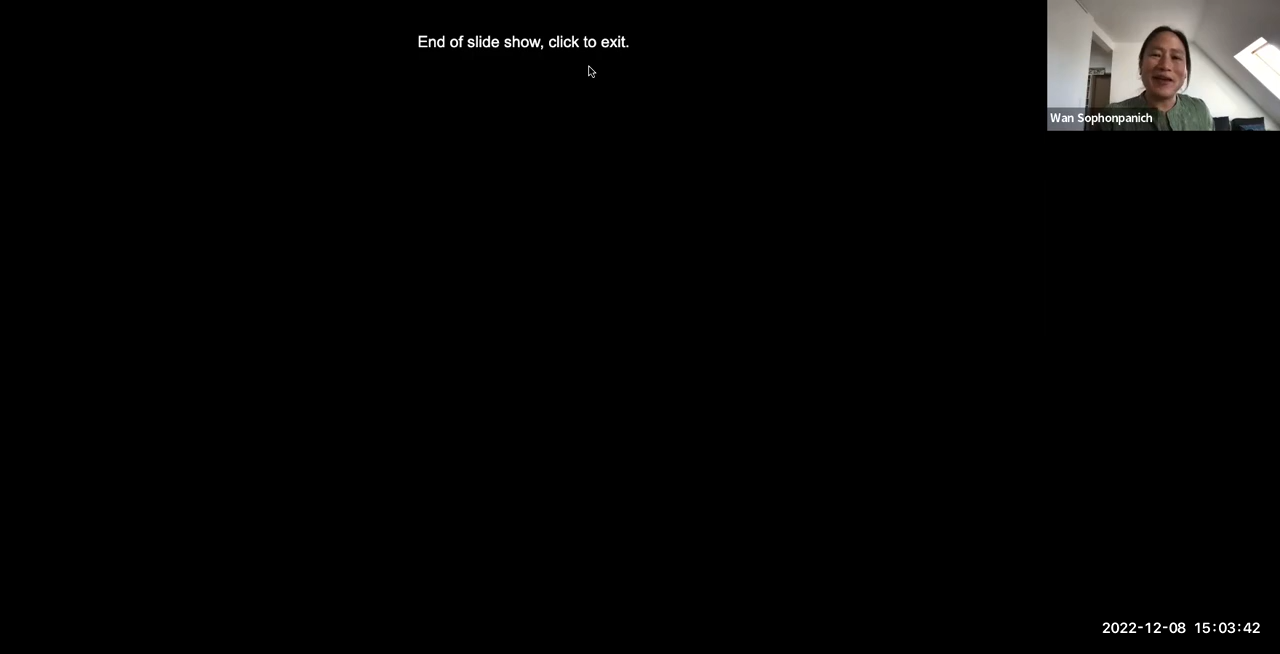 End of slide show, click to exit.
Wan Sophonpanich
2022-12-08 15:03:42